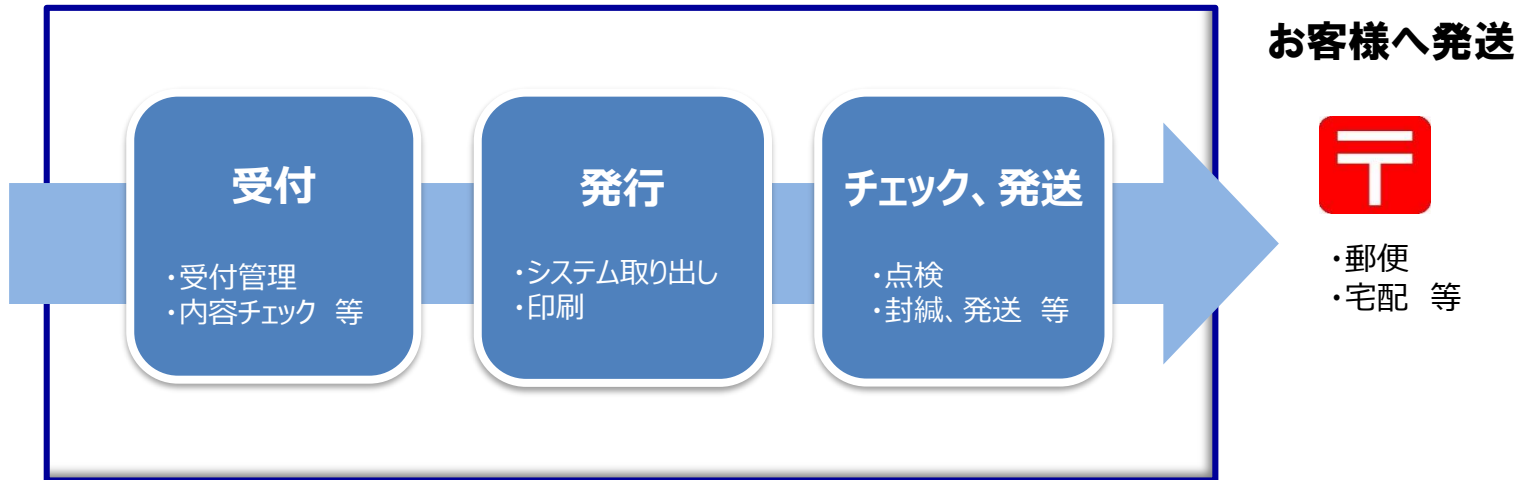 お客様へ発送
受付
・受付管理
・内容チェック　等
発行
・システム取り出し
・印刷
チェック、発送
・点検
・封緘、発送　等
〒
・郵便
・宅配　等